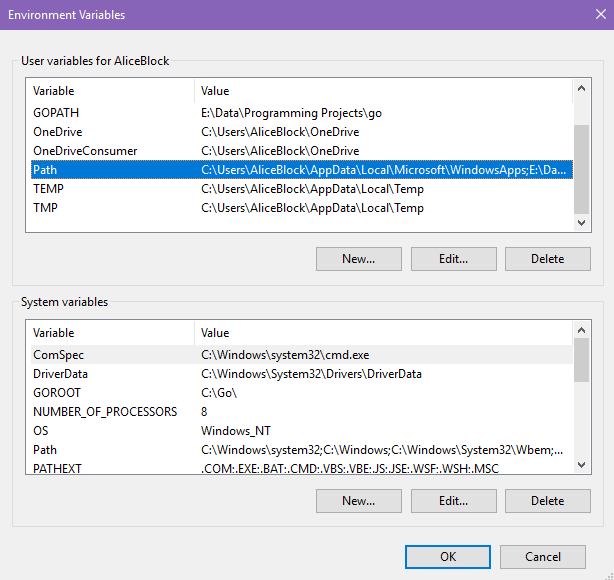 Environment Variables
User variables for AliceBlock
Variable Value
GOPATH E:\Data\Programming Projects\go
OneDrive C:\Users\AliceBlock\OneDrive
OneDriveConsumer C:\Users\AliceBlock\OneDrive
Path C:\Users\AliceBlock\AppData\Local\Microsoft\WindowsApps;E:\Da...
TEMP C:\Users\AliceBlock\AppData\Local\Temp
TMP C:\Users\AliceBlock\AppData\Local\Temp
New... Edit... Delete
System variables
Variable Value
ComSpec C:\Windows\system32\cmd.exe
DriverData C:\Windows\System32\Drivers\DriverData
GOROOT C:\Go\
NUMBER_OF_PROCESSORS 8
OS Windows_NT
Path C:\Windows\system32;C:\Windows;C:\Windows\System32\Wbem;...
PATHEXT .COM;.EXE;.BAT;.CMD;.VBS;.VBE;.JS;.JSE;.WSF;.WSH;.MSC
New... Edit... Delete
OK Cancel